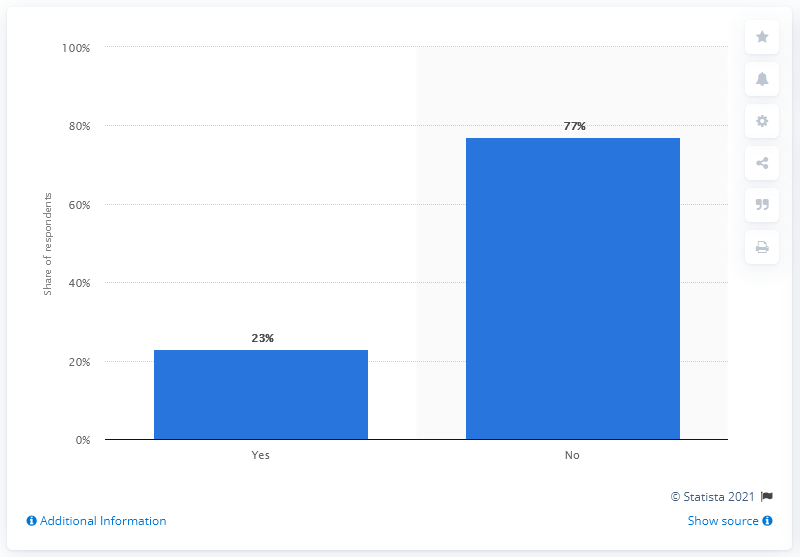 100%
80%
60%
40%
20%
0%
Share of respondents
23%
77%
Yes
No
© Statista 2021
Additional Information
Show source